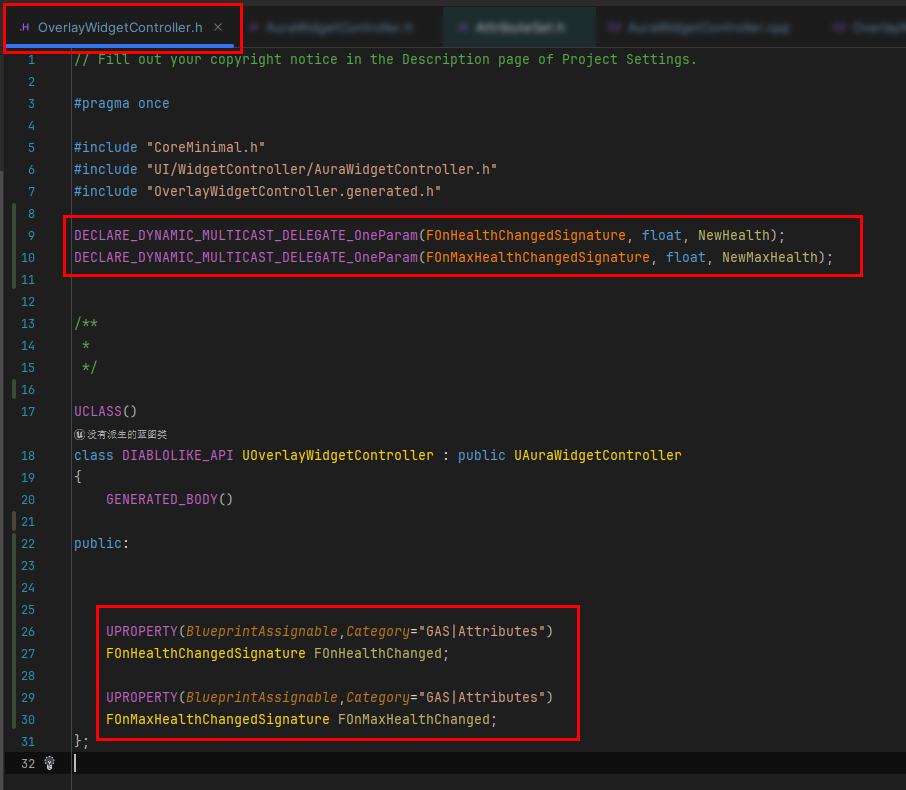 OverlayWidgetController.h
1 // Fill out your copyright notice in the Description page of Project Settings.
2
3 #pragma once
4
5 #include "CoreMinimal.h"
6 #include "UI/WidgetController/AuraWidgetController.h"
7 #include "OverlayWidgetController.generated.h"
8
9 DECLARE_DYNAMIC_MULTICAST_DELEGATE_OneParam(FOnHealthChangedSignature, float, NewHealth);
10 DECLARE_DYNAMIC_MULTICAST_DELEGATE_OneParam(FOnMaxHealthChangedSignature, float, NewMaxHealth);
11
12
13 /**
14 *
15 */
16
17 UCLASS()
没有派生的蓝图类
18 class DIABLOLIKE_API UOverlayWidgetController : public UAuraWidgetController
19 {
20 GENERATED_BODY()
21
22 public:
23
24
25
26 UPROPERTY(BlueprintAssignable,Category="GAS|Attributes")
27 FOnHealthChangedSignature FOnHealthChanged;
28
29 UPROPERTY(BlueprintAssignable,Category="GAS|Attributes")
30 FOnMaxHealthChangedSignature FOnMaxHealthChanged;
31 };
32